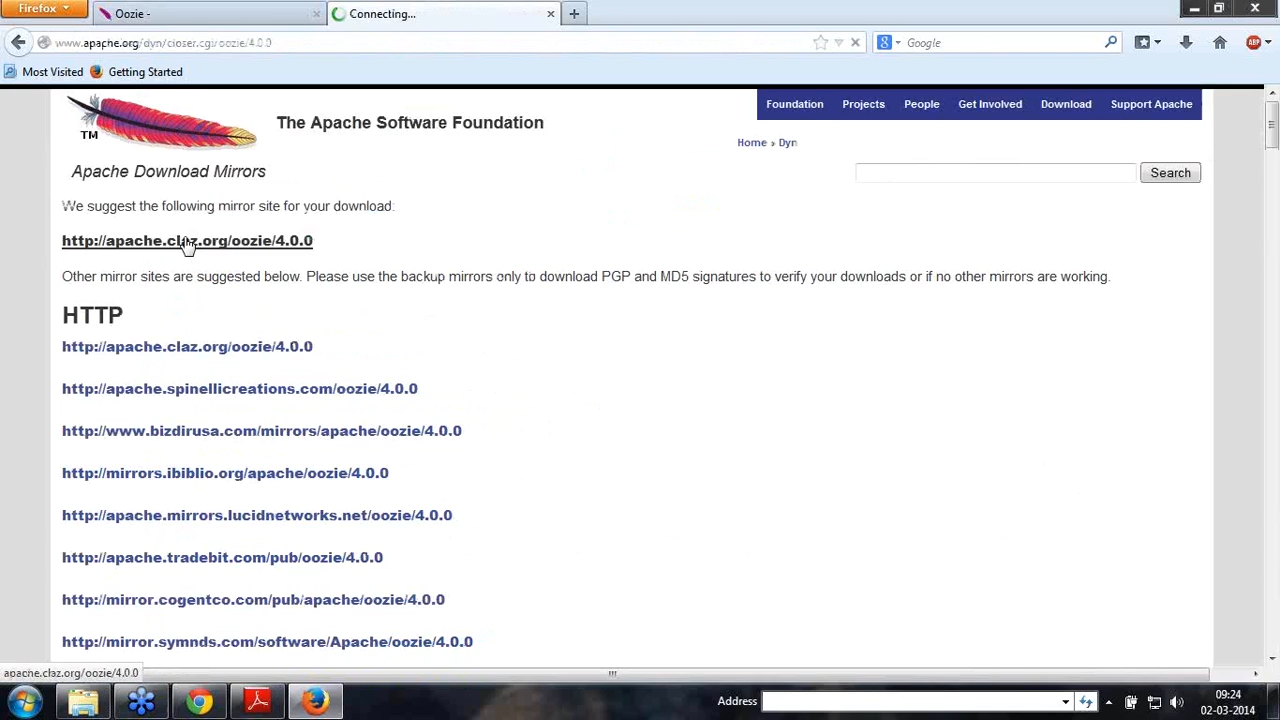 Firefox
Oozie -
Connecting...
www.apache.org/dyn/closer.cgi/oozie/4.0.0
Google
ABP
Most Visited
Getting Started
TM
The Apache Software Foundation
Foundation
Projects
People
Get Involved
Download
Support Apache
Home » Dyn
Apache Download Mirrors
Search
We suggest the following mirror site for your download:
http://apache.claz.org/oozie/4.0.0
Other mirror sites are suggested below. Please use the backup mirrors only to download PGP and MD5 signatures to verify your downloads or if no other mirrors are working.
HTTP
http://apache.claz.org/oozie/4.0.0
http://apache.spinellicreations.com/oozie/4.0.0
http://www.bizdirusa.com/mirrors/apache/oozie/4.0.0
http://mirrors.ibiblio.org/apache/oozie/4.0.0
http://apache.mirrors.lucidnetworks.net/oozie/4.0.0
http://apache.tradebit.com/pub/oozie/4.0.0
http://mirror.cogentco.com/pub/apache/oozie/4.0.0
http://mirror.symnds.com/software/Apache/oozie/4.0.0
apache.claz.org/oozie/4.0.0
Address
09:24
02-03-2014